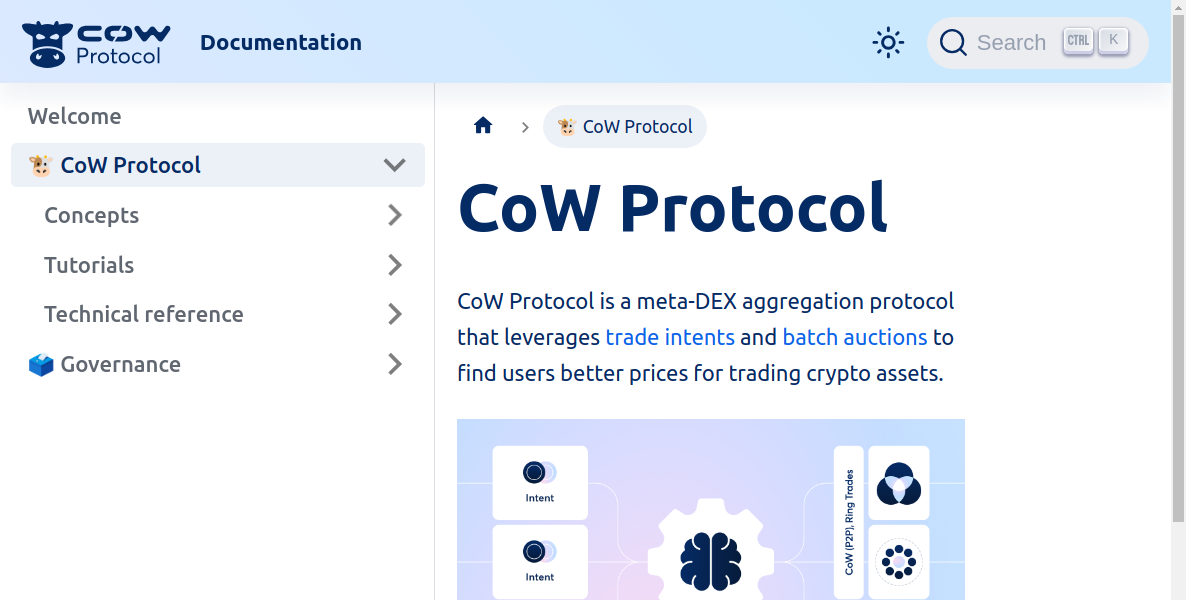 COW
Protocol
Documentation
Search
CTRL
K
Welcome
CoW Protocol
Concepts
Tutorials
Technical reference
Governance
CoW Protocol
CoW Protocol
CoW Protocol is a meta-DEX aggregation protocol
that leverages trade intents and batch auctions to
find users better prices for trading crypto assets.
Intent
Intent
CoW (P2P), Ring Trades